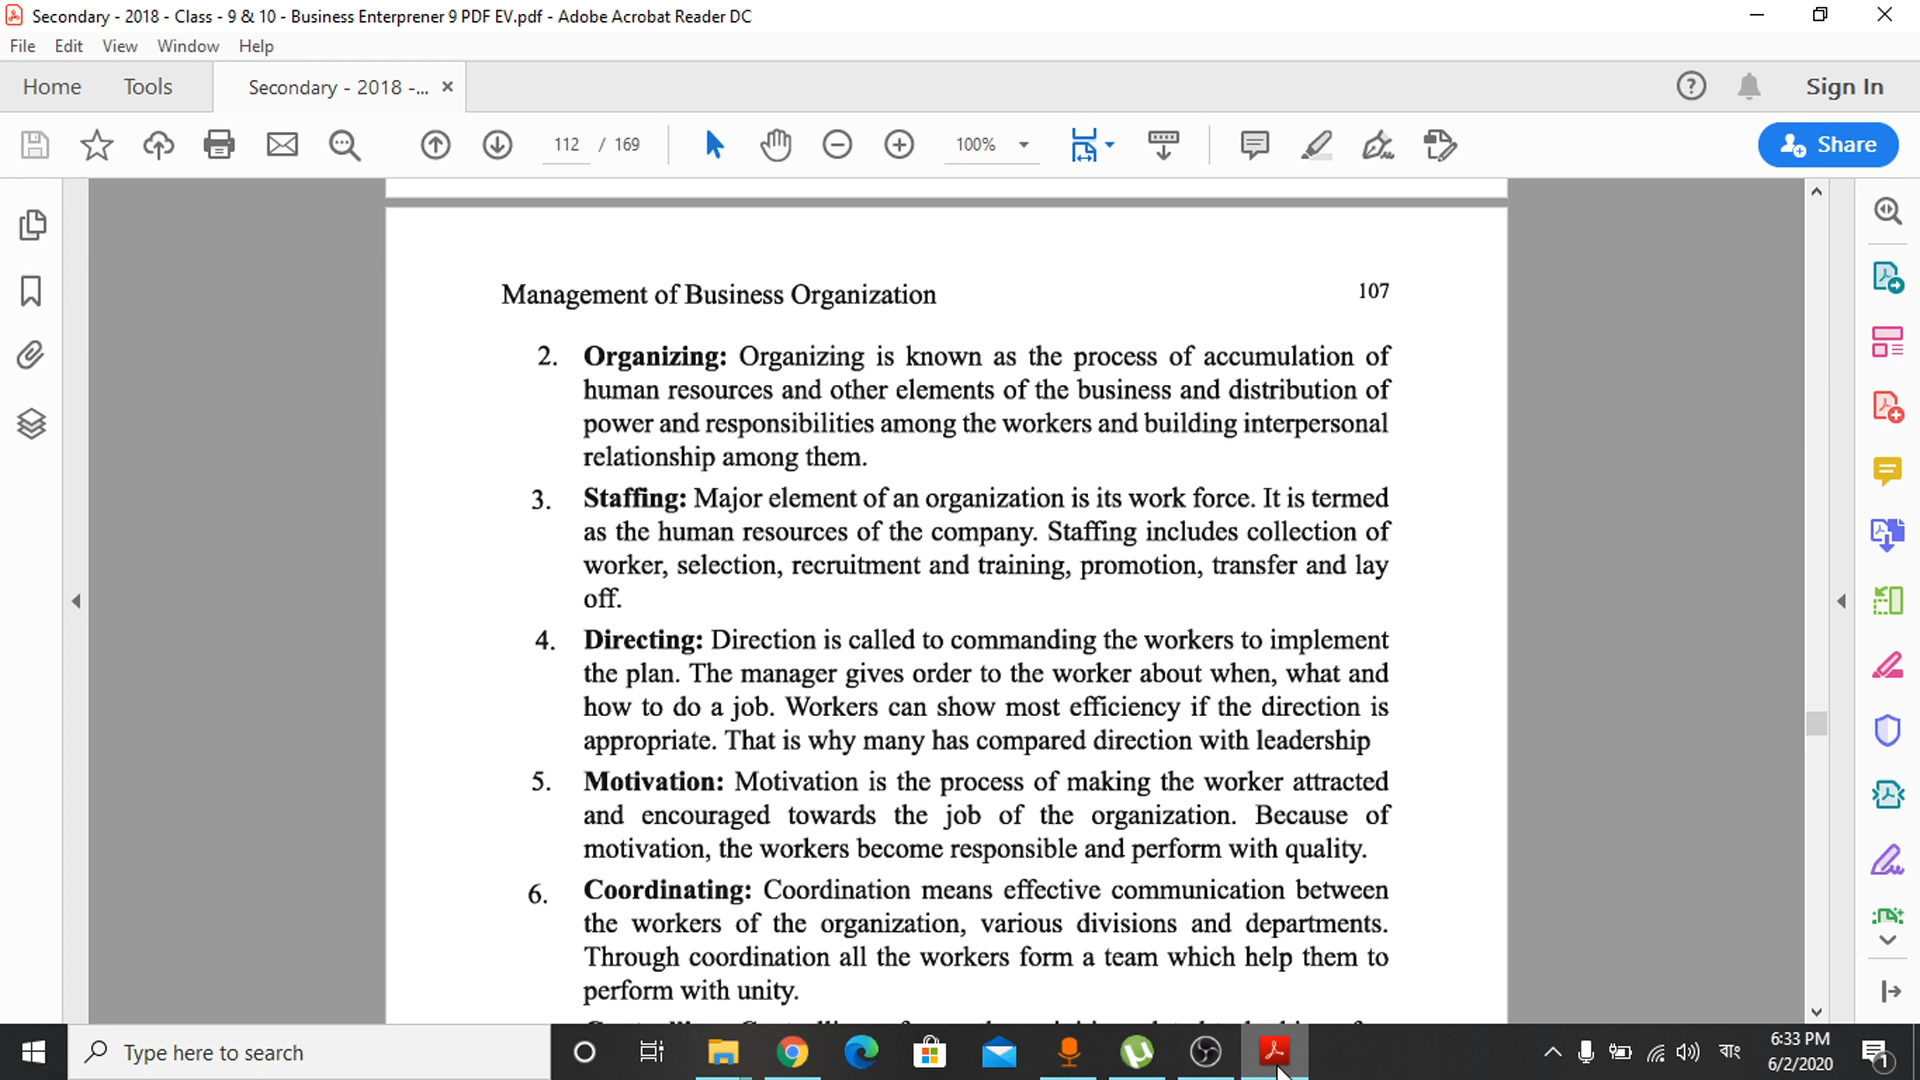 Secondary - 2018 - Class - 9 & 10 - Business Enterprener 9 PDF EV.pdf - Adobe Acrobat Reader DC
File Edit View Window Help
Home Tools Secondary - 2018 -... × Sign In
112 / 169 100% Share
Management of Business Organization 107
2. Organizing: Organizing is known as the process of accumulation of
human resources and other elements of the business and distribution of
power and responsibilities among the workers and building interpersonal
relationship among them.
3. Staffing: Major element of an organization is its work force. It is termed
as the human resources of the company. Staffing includes collection of
worker, selection, recruitment and training, promotion, transfer and lay
off.
4. Directing: Direction is called to commanding the workers to implement
the plan. The manager gives order to the worker about when, what and
how to do a job. Workers can show most efficiency if the direction is
appropriate. That is why many has compared direction with leadership
5. Motivation: Motivation is the process of making the worker attracted
and encouraged towards the job of the organization. Because of
motivation, the workers become responsible and perform with quality.
6. Coordinating: Coordination means effective communication between
the workers of the organization, various divisions and departments.
Through coordination all the workers form a team which help them to
perform with unity.
Type here to search বাং 6:33 PM
6/2/2020 1